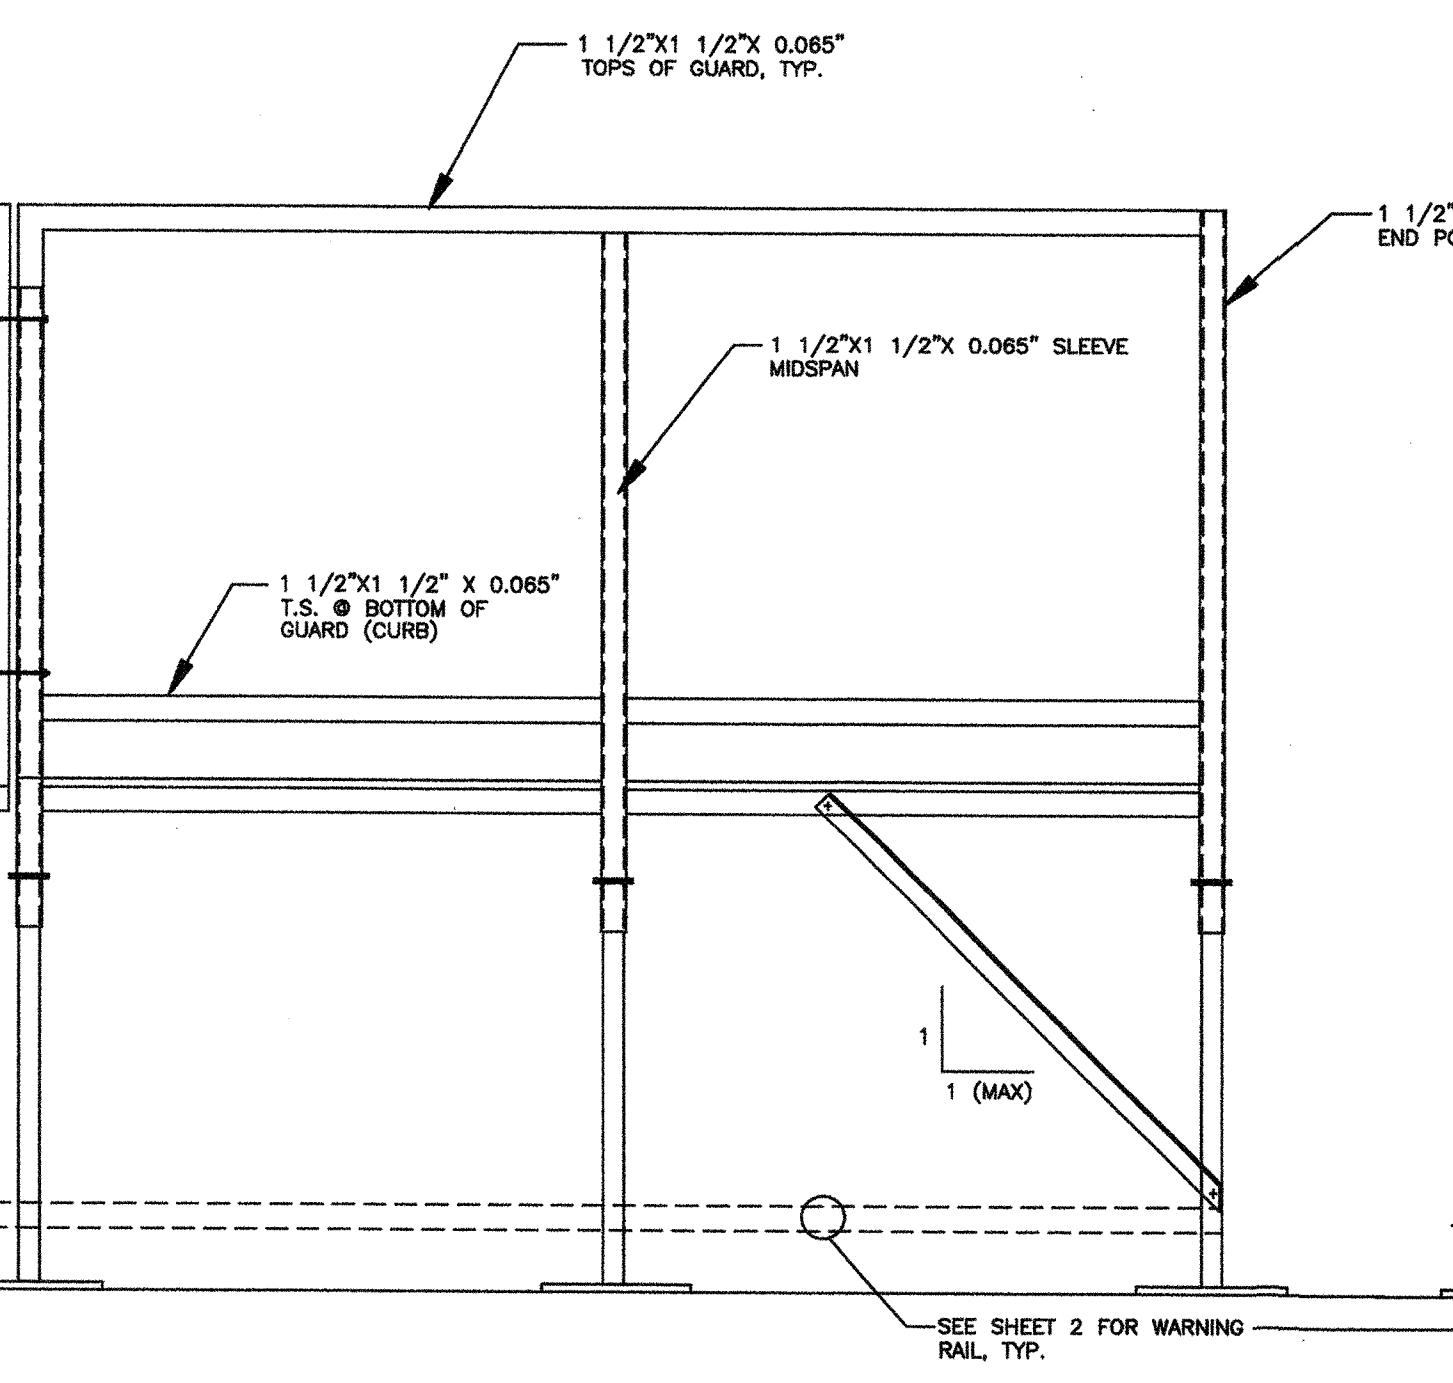 1 1/2"X1 1/2"X 0.065"
TOPS OF GUARD, TYP.
1 1/2"
END
1 1/2"X1 1/2"X 0.065" SLEEVE
MIDSPAN
1 1/2"X1 1/2" X 0.065"
T.S. @ BOTTOM OF
GUARD (CURB)
1
1 (MAX)
SEE SHEET 2 FOR WARNING
RAIL, TYP.